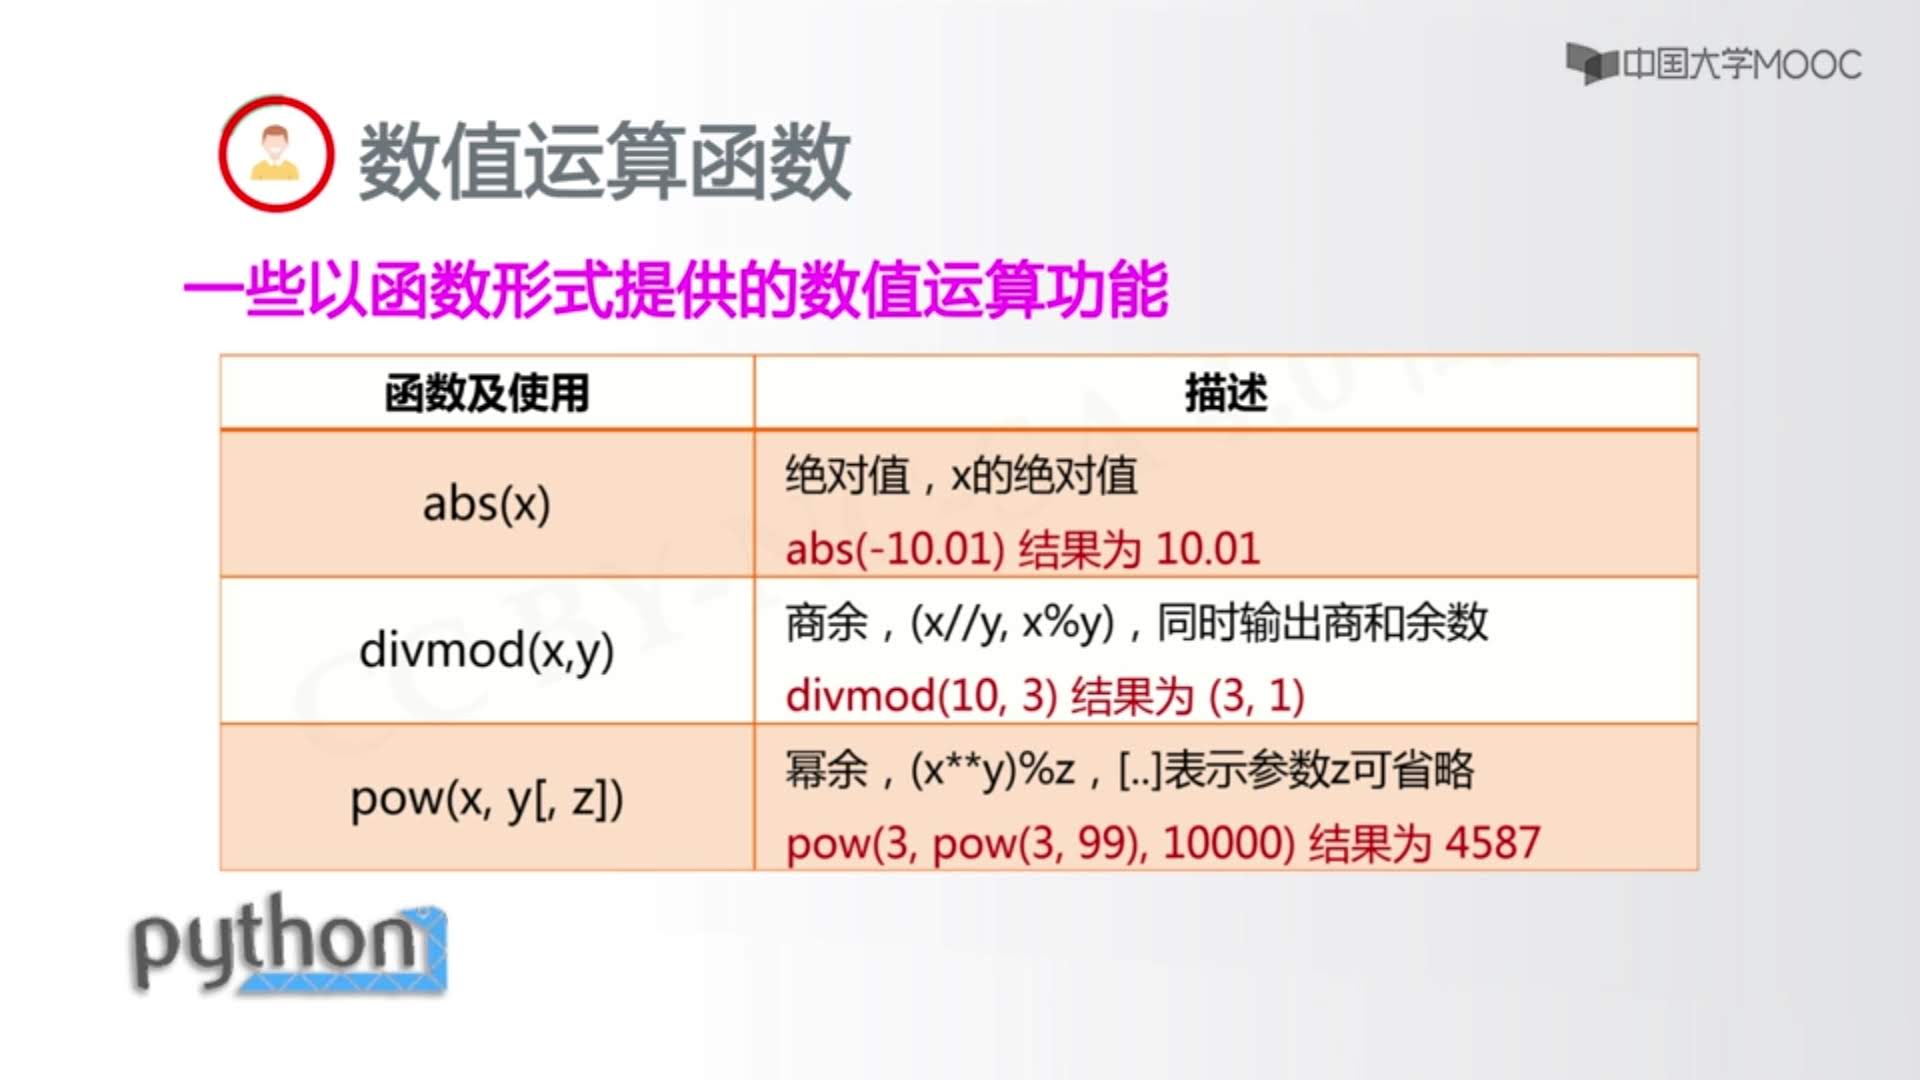 中国大学MOOC
数值运算函数
一些以函数形式提供的数值运算功能
函数及使用
描述
abs(x)
绝对值，x的绝对值
abs(-10.01) 结果为 10.01
divmod(x,y)
商余，(x//y, x%y)，同时输出商和余数
divmod(10, 3) 结果为 (3, 1)
pow(x, y[, z])
幂余，(x**y)%z，[..]表示参数z可省略
pow(3, pow(3, 99), 10000) 结果为 4587
python